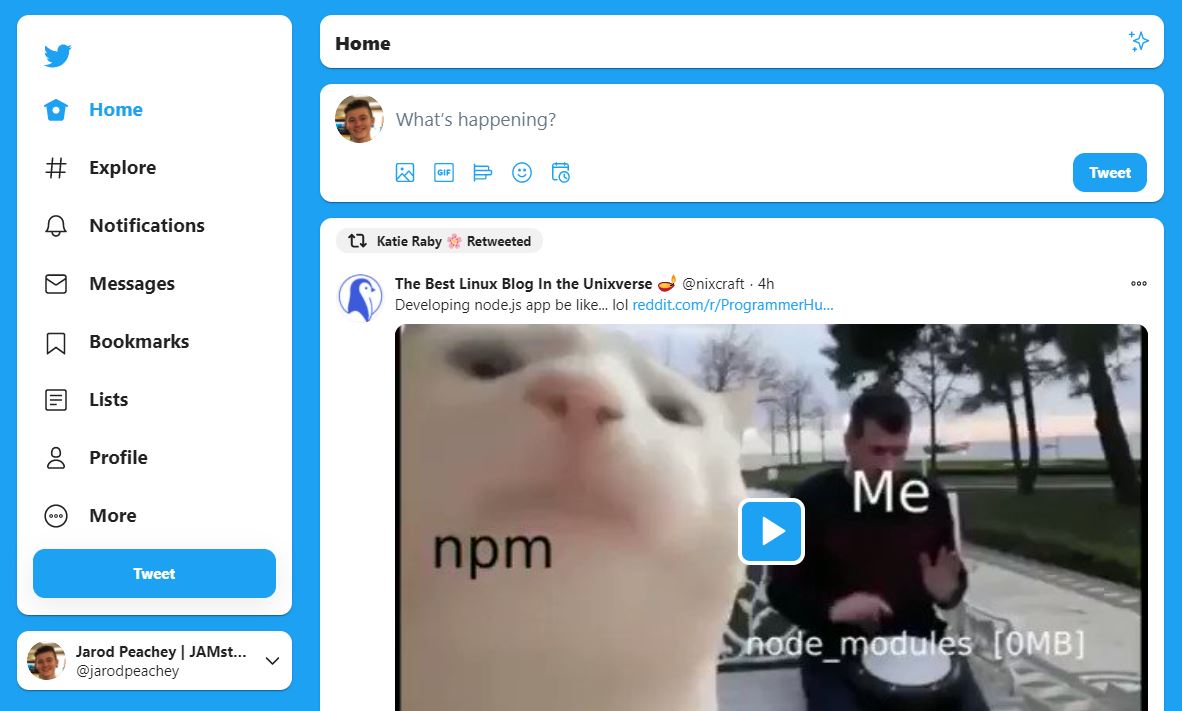 Home
Explore
Notifications
Messages
Bookmarks
Lists
Profile
More
Tweet
Jarod Peachey | JAMst...
@jarodpeachey
Home
What's happening?
GIF
Tweet
Katie Raby 🌸 Retweeted
The Best Linux Blog In the Unixverse 🪔 @nixcraft · 4h
Developing node.js app be like... lol reddit.com/r/ProgrammerHu...
Me
npm
node_modules [0MB]